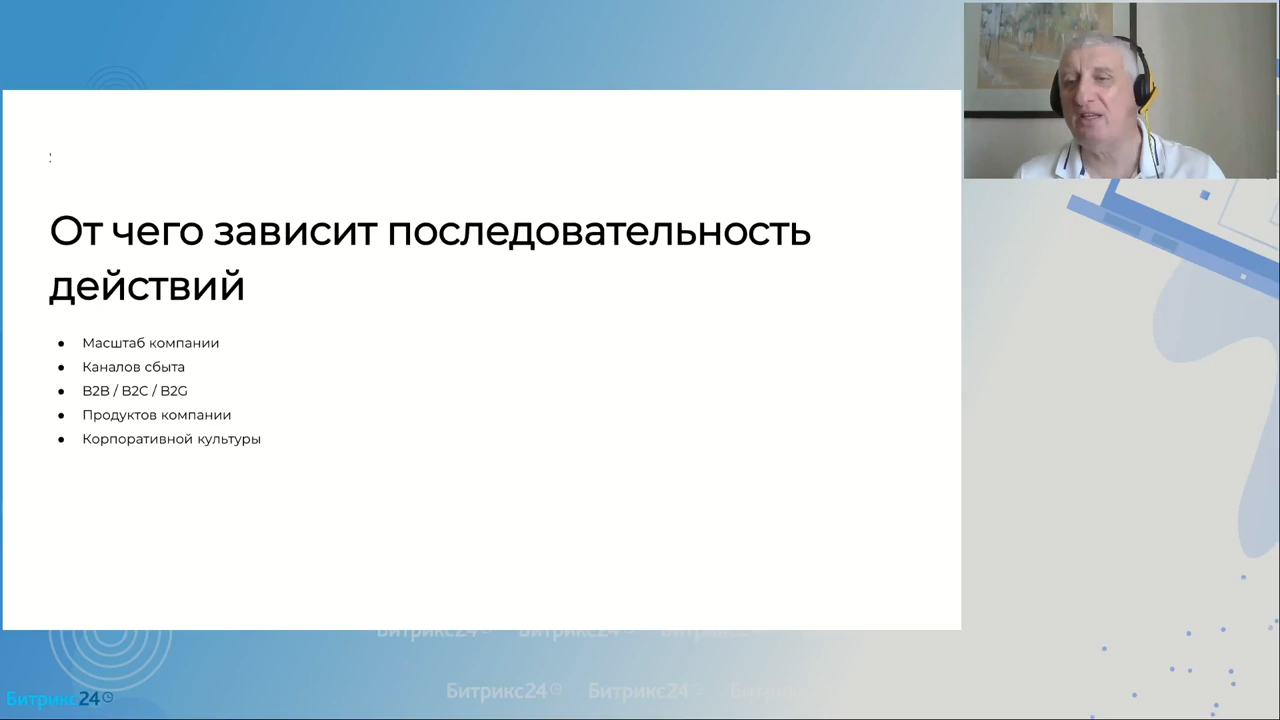 От чего зависит последовательность
действий
● Масштаб компании
● Каналов сбыта
● B2B / B2C / B2G
● Продуктов компании
● Корпоративной культуры
Битрикс24
Битрикс24
Битрикс24
Битрикс24
Битрикс24